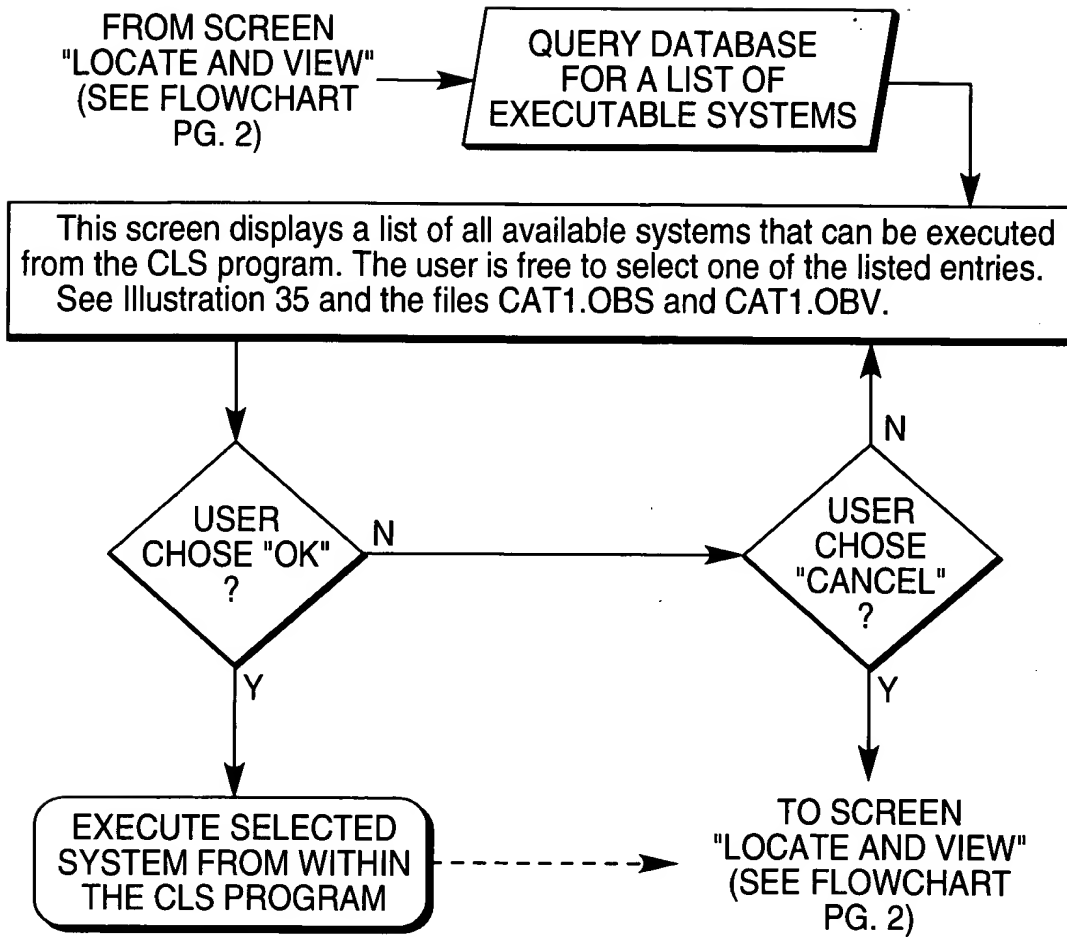 FROM SCREEN
"LOCATE AND VIEW"
(SEE FLOWCHART
PG. 2)
QUERY DATABASE
FOR A LIST OF
EXECUTABLE SYSTEMS
This screen displays a list of all available systems that can be executed
from the CLS program. The user is free to select one of the listed entries.
See Illustration 35 and the files CAT1.OBS and CAT1.OBV.
USER
CHOSE "OK"
?
N
Y
USER
CHOSE
"CANCEL"
?
N
Y
EXECUTE SELECTED
SYSTEM FROM WITHIN
THE CLS PROGRAM
TO SCREEN
"LOCATE AND VIEW"
(SEE FLOWCHART
PG. 2)